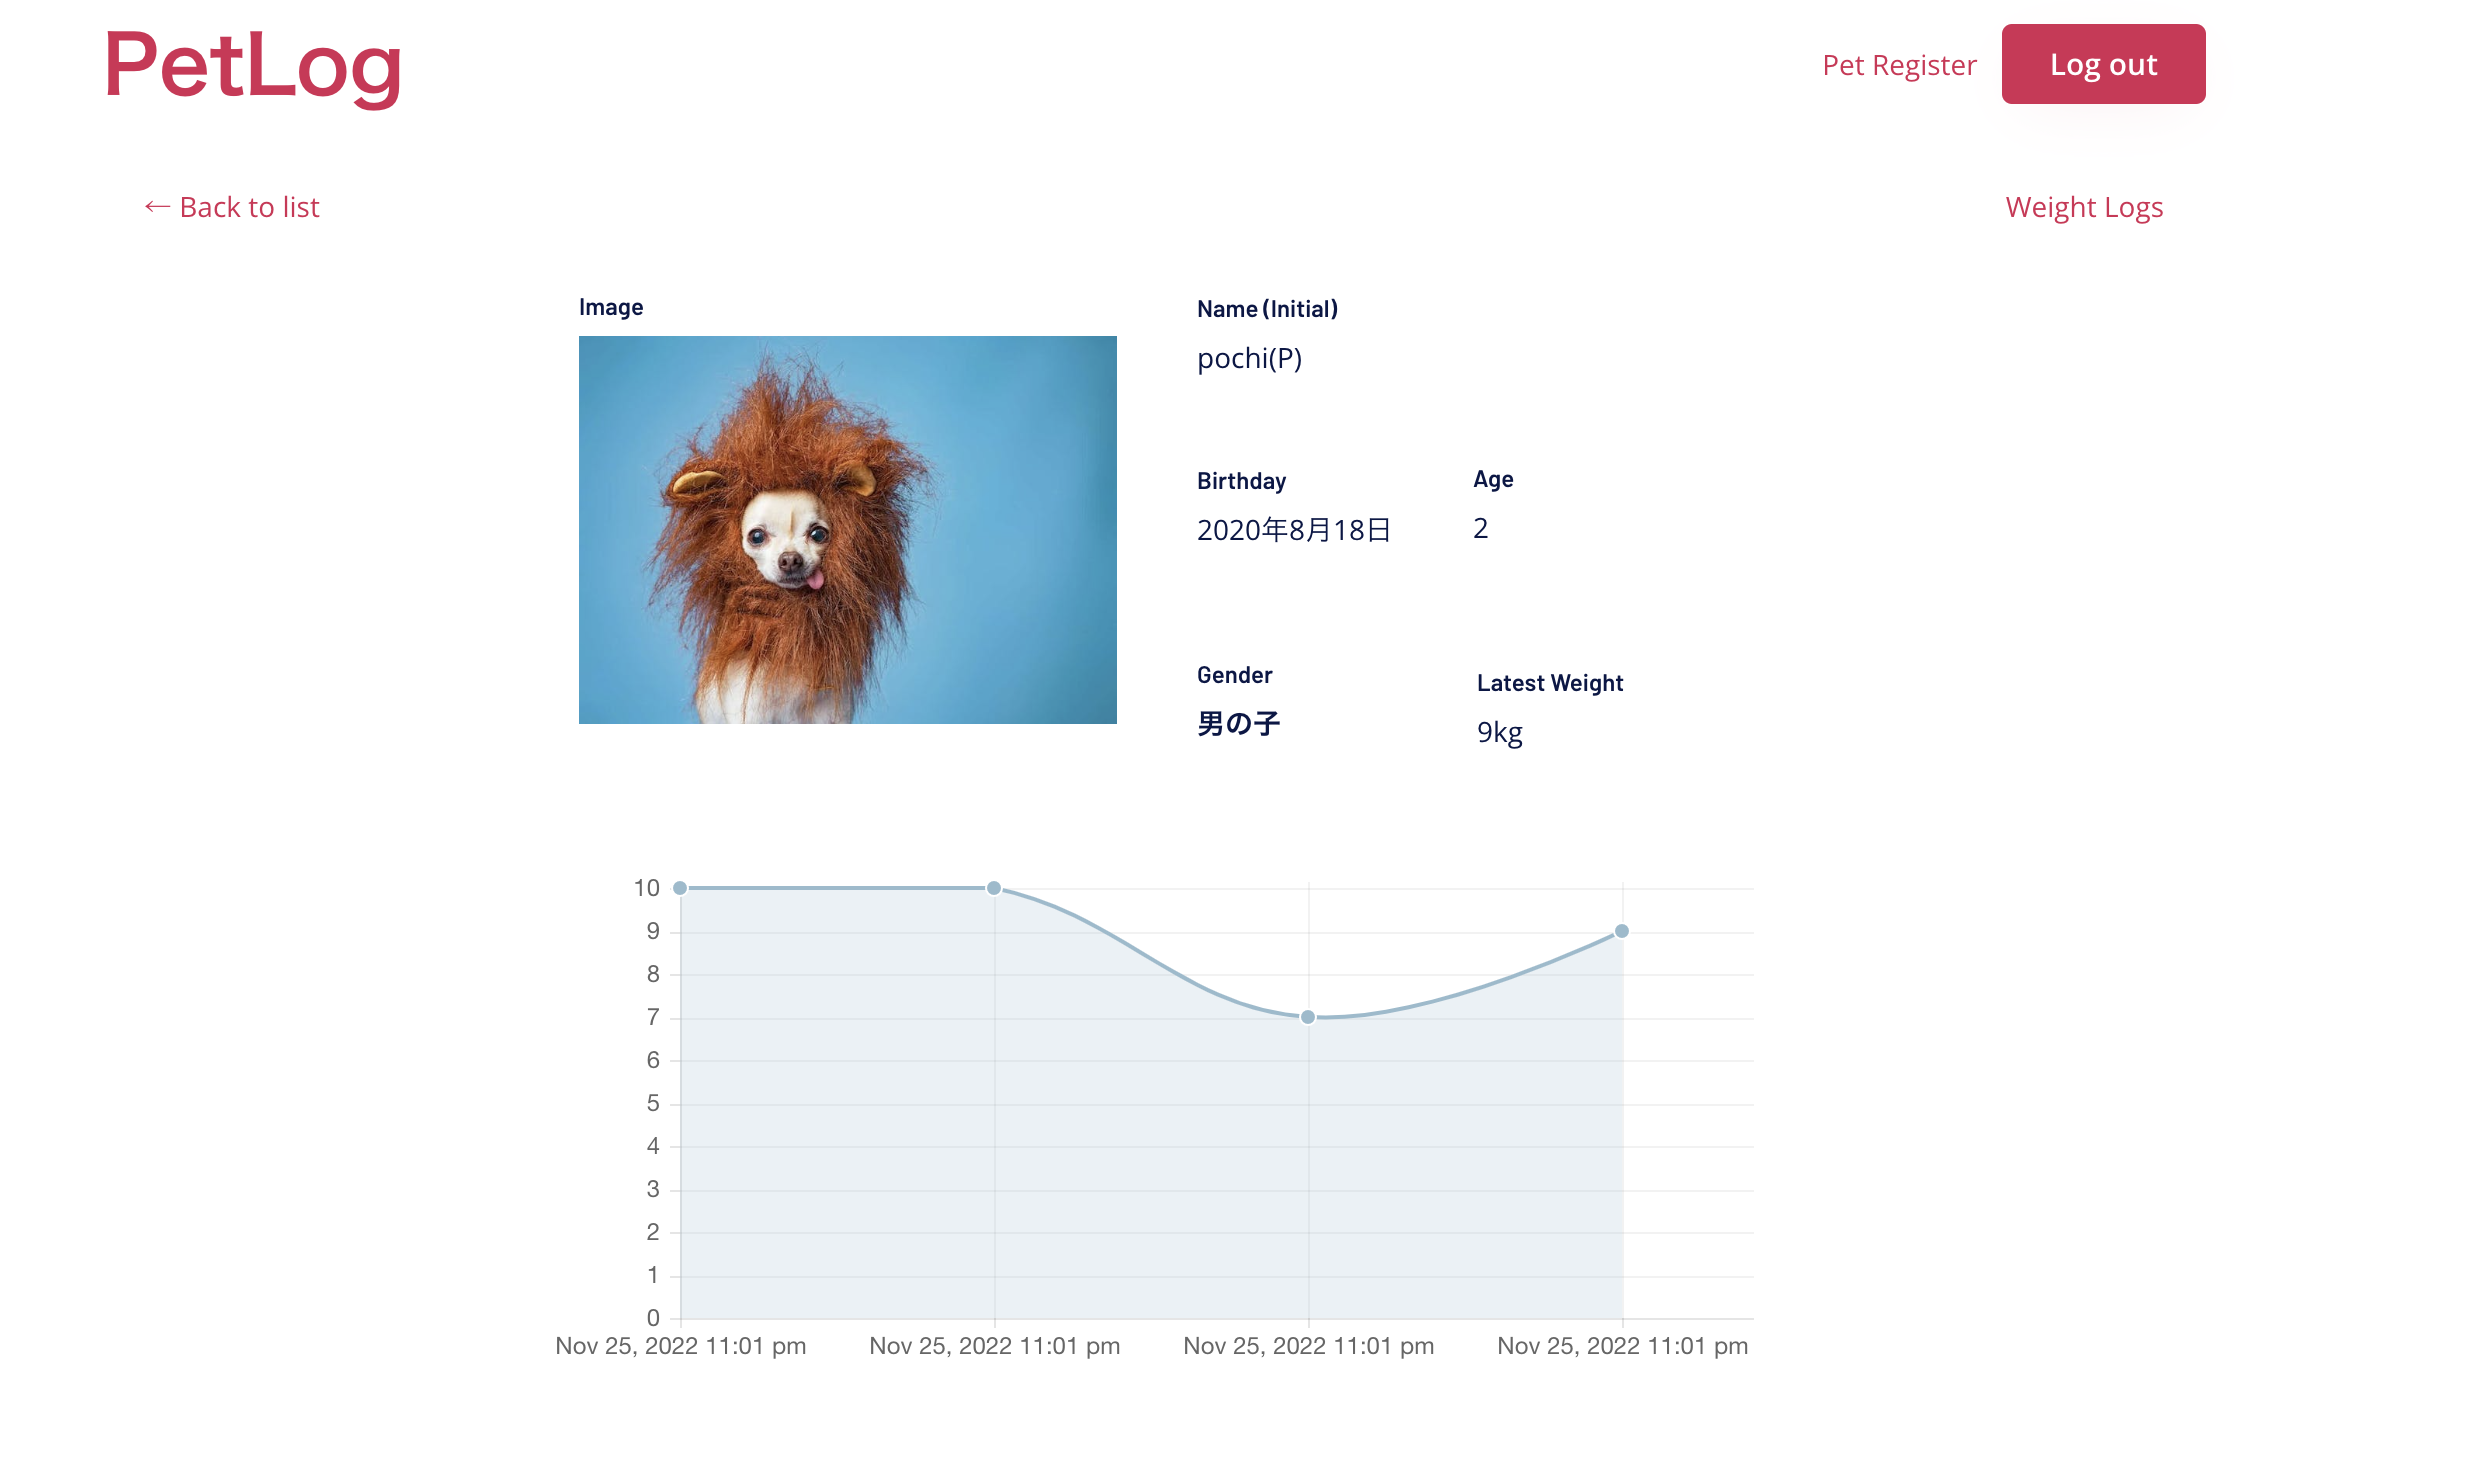 PetLog
Pet Register
Log out
← Back to list
Weight Logs
Image
Name (Initial)
pochi(P)
Birthday
Age
2020年8月18日
2
Gender
Latest Weight
男の子
9kg
10
9
8
7
6
5
4
3
2
1
0
Nov 25, 2022 11:01 pm
Nov 25, 2022 11:01 pm
Nov 25, 2022 11:01 pm
Nov 25, 2022 11:01 pm